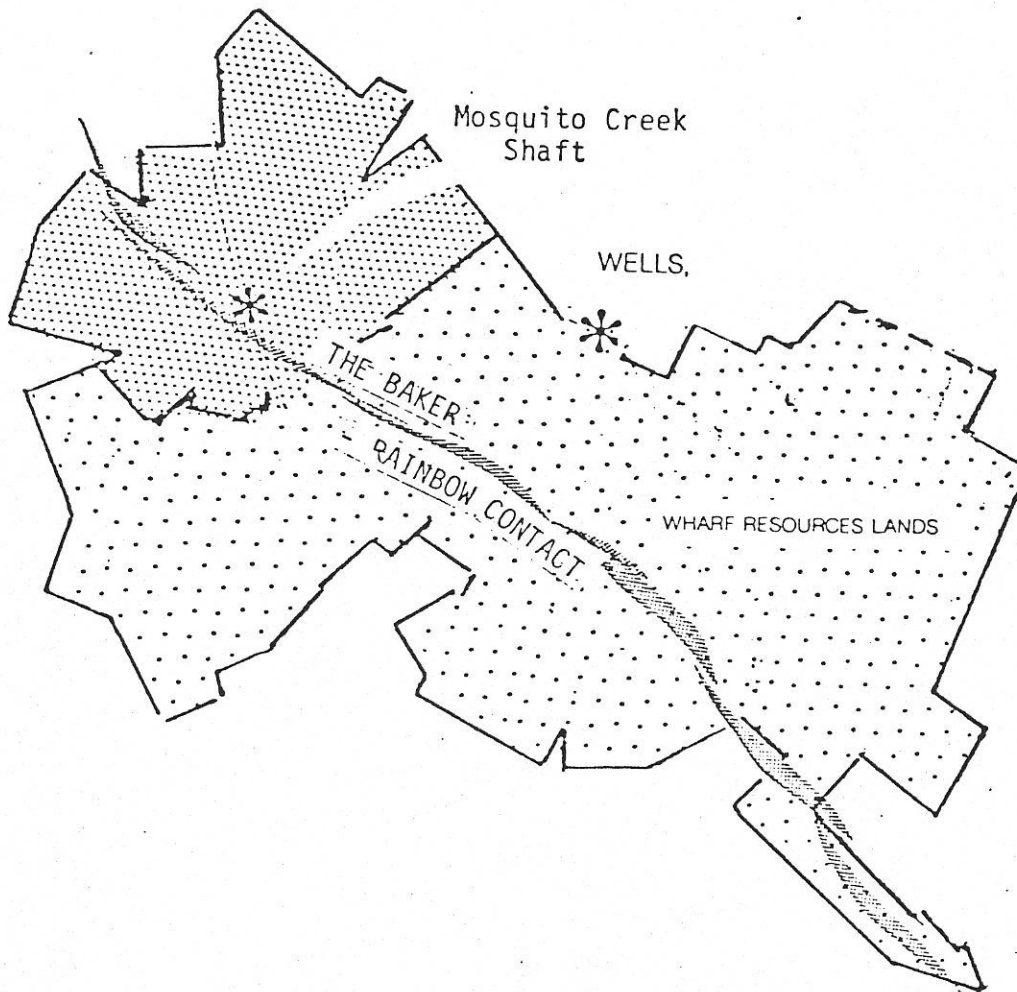 Mosquito Creek
Shaft
WELLS,
THE BAKER
RAINBOW CONTACT
WHARF RESOURCES LANDS